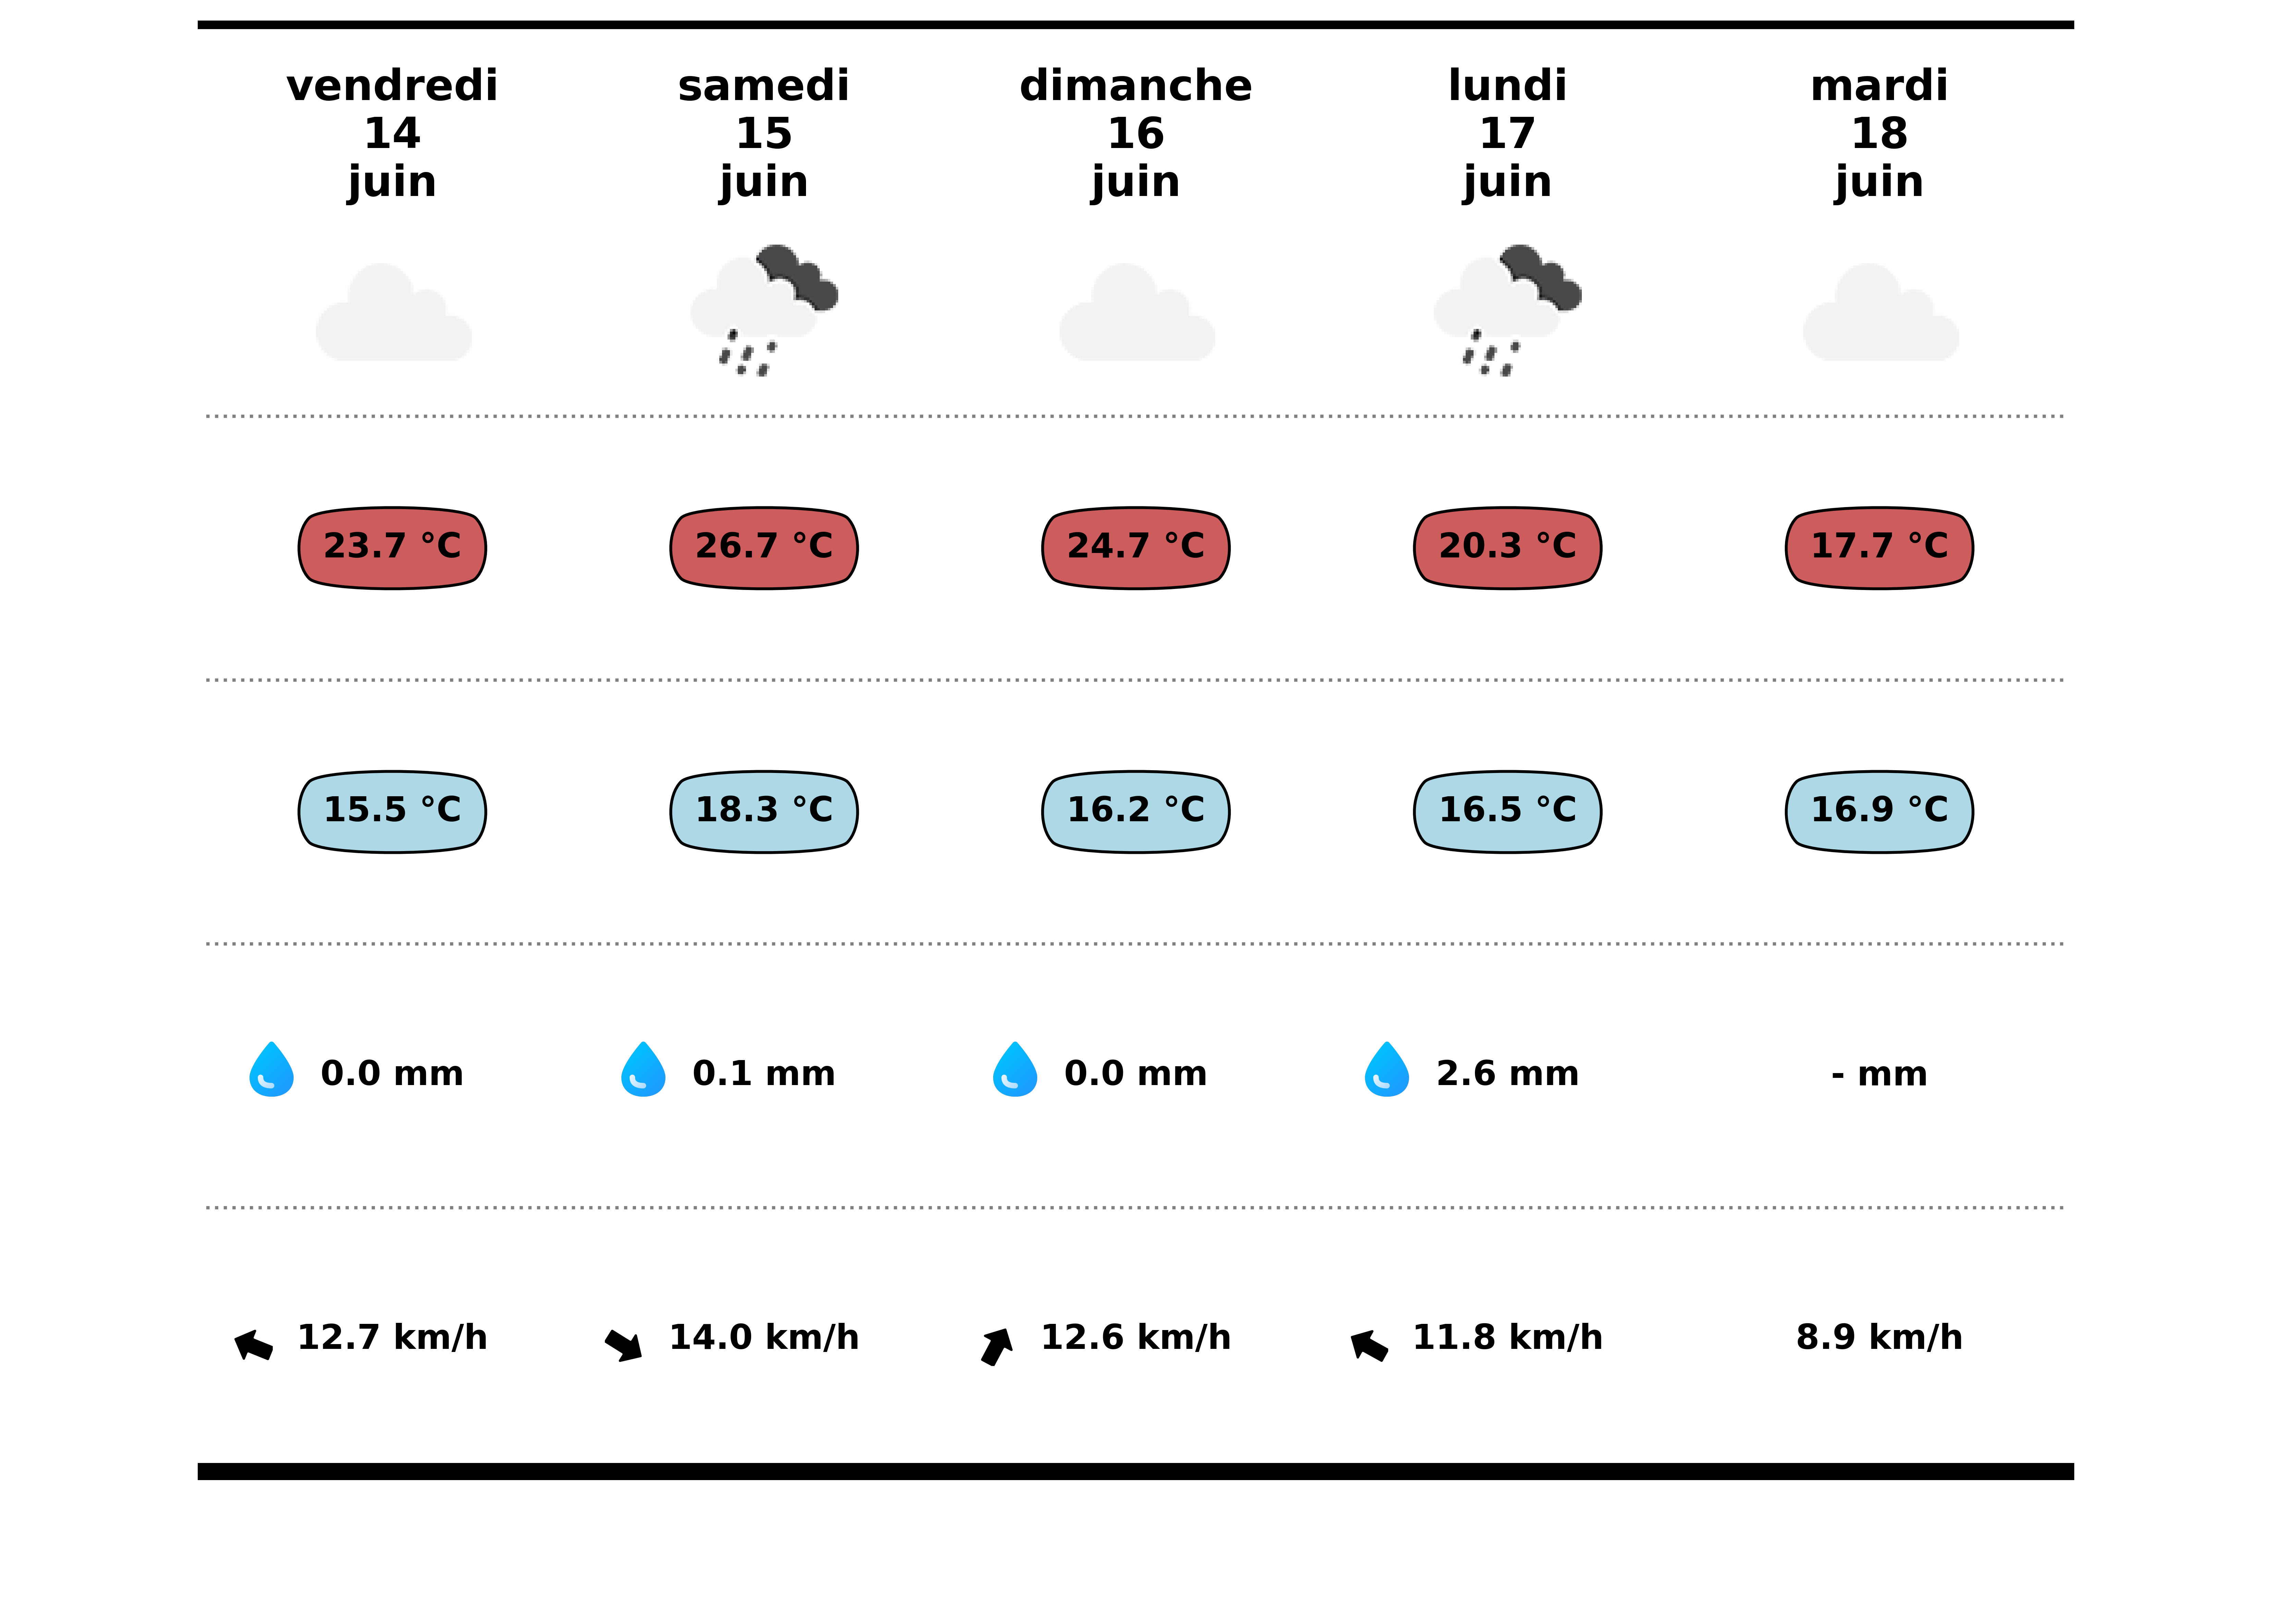 vendredi
14
juin
samedi
15
juin
dimanche
16
juin
lundi
17
juin
mardi
18
juin
23.7 °C
26.7 °C
24.7 °C
20.3 °C
17.7 °C
15.5 °C
18.3 °C
16.2 °C
16.5 °C
16.9 °C
0.0 mm
0.1 mm
0.0 mm
2.6 mm
- mm
12.7 km/h
14.0 km/h
12.6 km/h
11.8 km/h
8.9 km/h